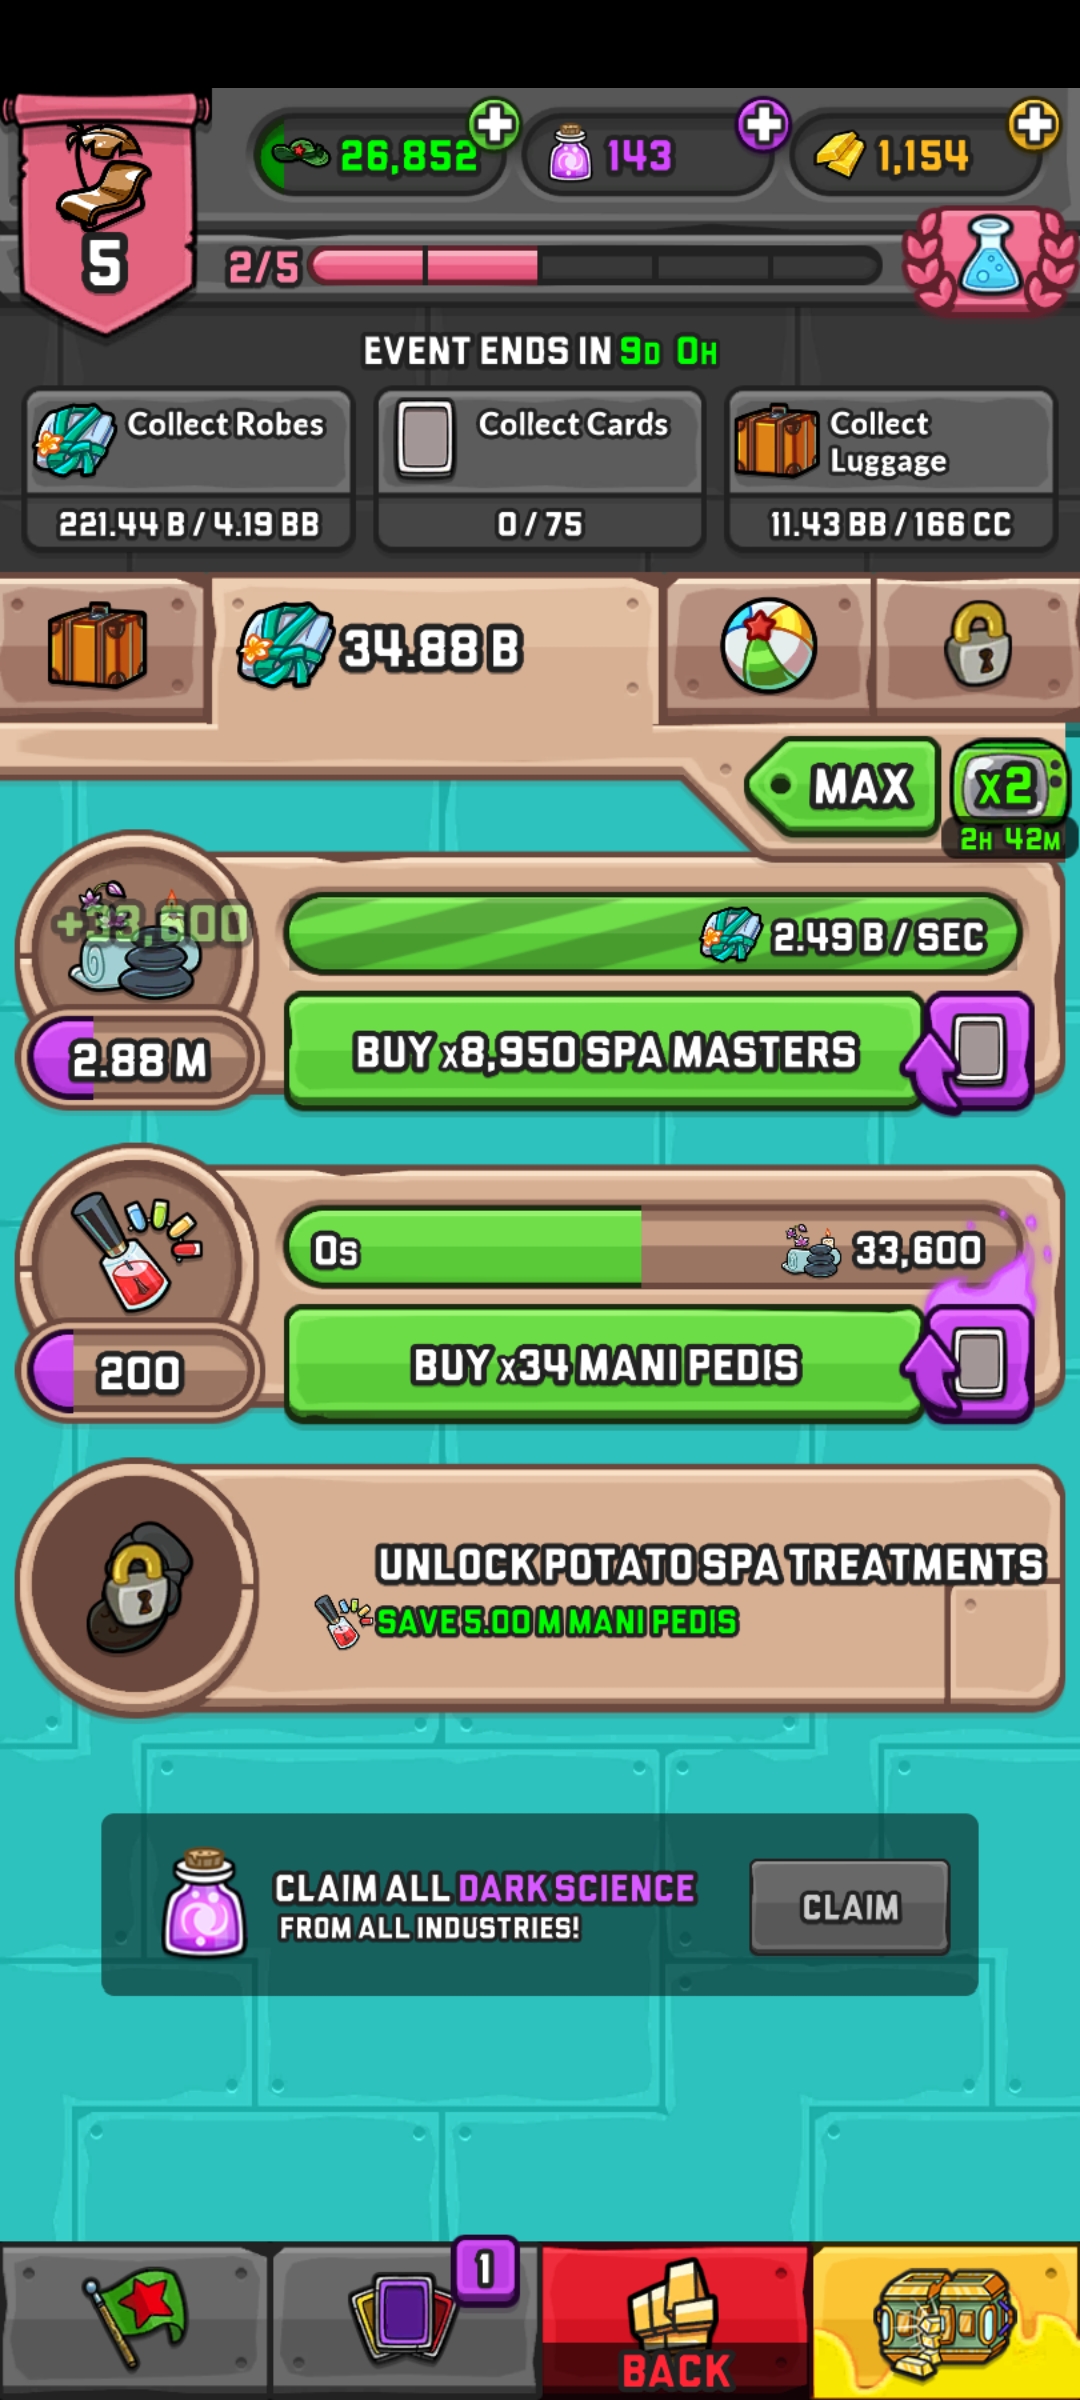 26,852
143
1,154
5
2/5
EVENT ENDS IN 9D 0H
Collect Robes
221.44 B / 4.19 BB
Collect Cards
0 / 75
Collect
Luggage
11.43 BB / 166 CC
34.88 B
MAX
x2
2H 42M
+33,600
2.49 B / SEC
2.88 M
BUY x8,950 SPA MASTERS
0s
33,600
200
BUY x34 MANI PEDIS
UNLOCK POTATO SPA TREATMENTS
SAVE 5.00 M MANI PEDIS
CLAIM ALL DARK SCIENCE
FROM ALL INDUSTRIES!
CLAIM
1
BACK